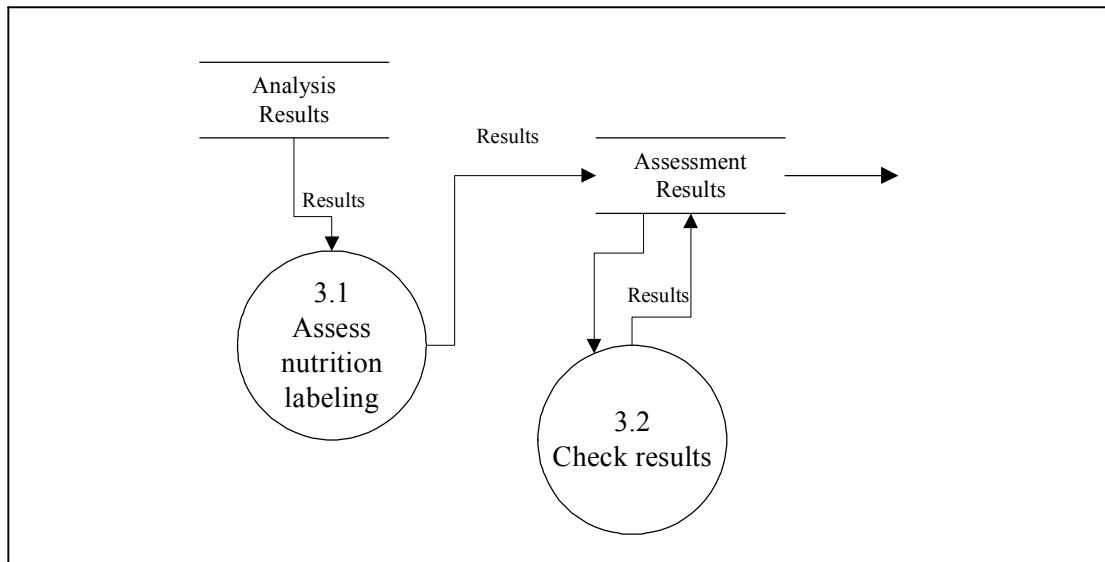 Analysis
Results
Results
Assessment
Results
Results
3.1
Assess
nutrition
labeling
Results
3.2
Check results